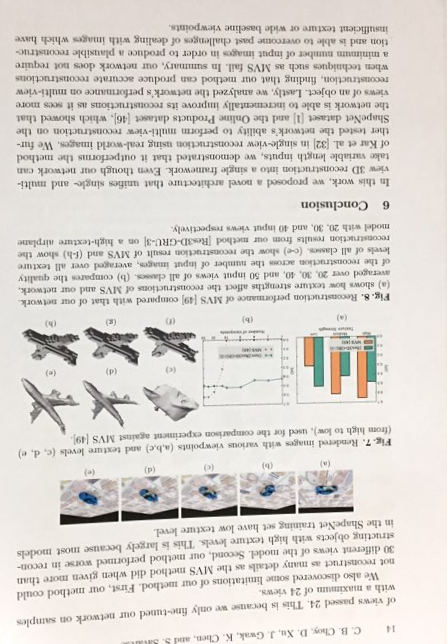 14 C. B. Choy, D. Xu, J. Gwak, K. Chen, and S. Savarese
of views passed 24. This is because we only fine-tuned our network on samples
with a maximum of 24 views.
We also discovered some limitations of our method. First, our method could
not reconstruct as many details as the MVS method did when given more than
30 different views of the model. Second, our method performed worse in recon-
structing objects with high texture levels. This is largely because most models
in the ShapeNet training set have low texture level.
(a) (b) (c) (d) (e)
Fig. 7. Rendered images with various viewpoints (a,b,c) and texture levels (c, d, e)
(from high to low), used for the comparison experiment against MVS [49].
(c) (d) (e)
(a) (b) (f) (g) (h)
Fig. 8. Reconstruction performance of MVS [49] compared with that of our network.
(a) shows how texture strengths affect the reconstructions of MVS and our network,
averaged over 20, 30, 40, and 50 input views of all classes. (b) compares the quality
of the reconstruction across the number of input images, averaged over all texture
levels of all classes. (c-e) show the reconstruction result of MVS and (f-h) show the
reconstruction results from our method [Res3D-GRU-3] on a high-texture airplane
model with 20, 30, and 40 input views respectively.
6 Conclusion
In this work, we proposed a novel architecture that unifies single- and multi-
view 3D reconstruction into a single framework. Even though our network can
take variable length inputs, we demonstrated that it outperforms the method
of Kar et al. [32] in single-view reconstruction using real-world images. We fur-
ther tested the network's ability to perform multi-view reconstruction on the
ShapeNet dataset [1] and the Online Products dataset [46], which showed that
the network is able to incrementally improve its reconstructions as it sees more
views of an object. Lastly, we analyzed the network's performance on multi-view
reconstruction, finding that our method can produce accurate reconstructions
when techniques such as MVS fail. In summary, our network does not require
a minimum number of input images in order to produce a plausible reconstruc-
tion and is able to overcome past challenges of dealing with images which have
insufficient texture or wide baseline viewpoints.